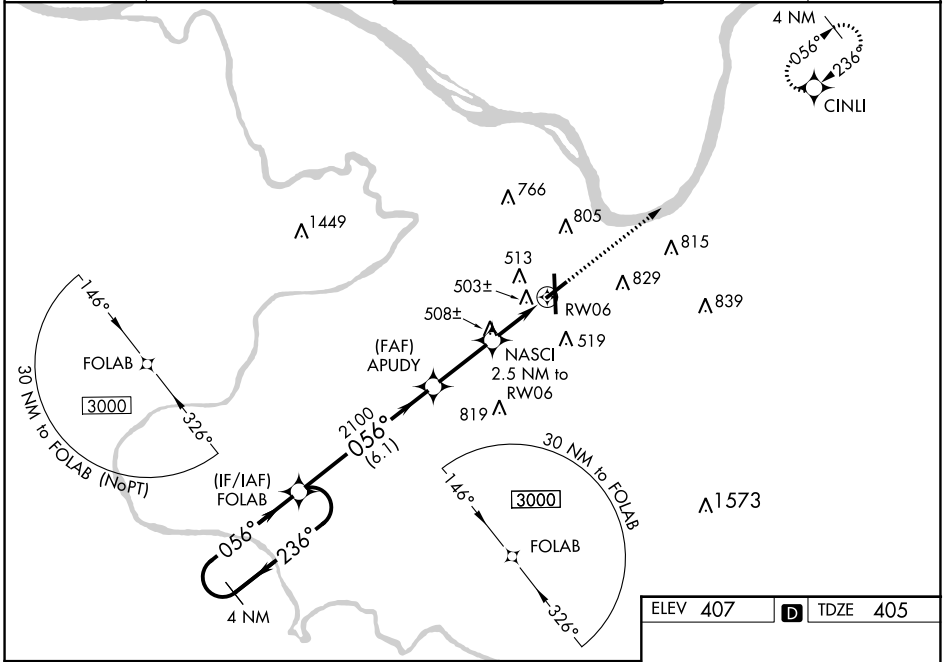 4 NM
056°
236°
CINLI
766
1449
805
815
513
829
503±
RW06
839
508±
519
146°
FOLAB
3000
326°
30 NM to FOLAB (NoPT)
(FAF)
APUDY
NASCI
2.5 NM to
RW06
819
2100
056°
(6.1)
(IF/IAF)
FOLAB
056°
236°
4 NM
30 NM to FOLAB
146°
3000
FOLAB
326°
1573
ELEV 407 D TDZE 405